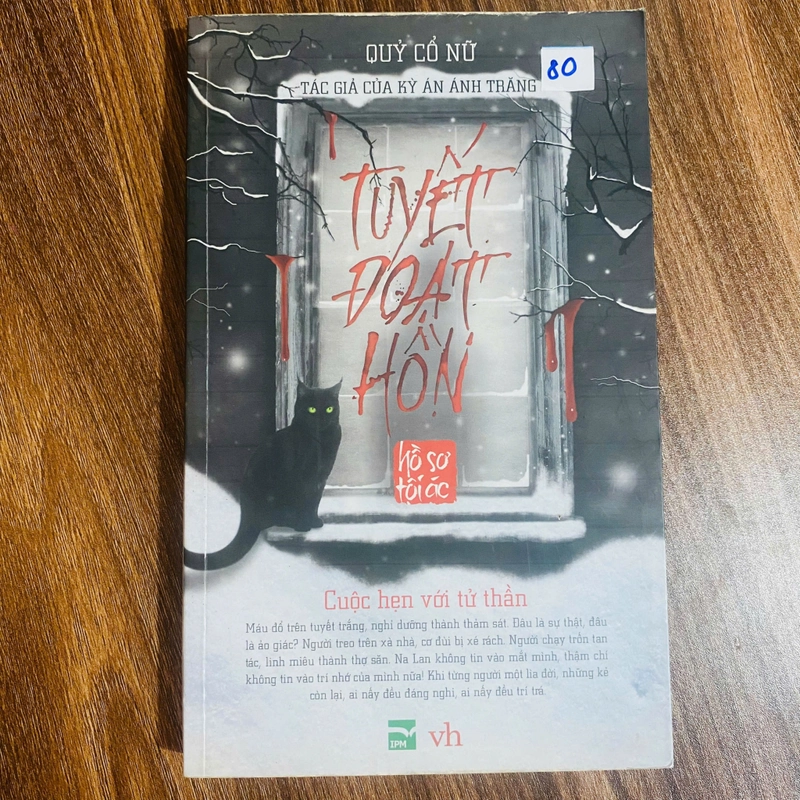 QUỶ CỔ NỮ
TÁC GIẢ CỦA KỲ ÁN ÁNH TRĂNG
80
TUYẾT
ĐOẠT
HỒN
hồ sơ
tội ác
Cuộc hẹn với tử thần
Máu đổ trên tuyết trắng, nghỉ dưỡng thành thảm sát. Đâu là sự thật, đâu
là ảo giác? Người treo trên xà nhà, cơ đùi bị xé rách. Người chạy trốn tan
tác, linh miêu thành thợ săn. Na Lan không tin vào mắt mình, thậm chí
không tin vào trí nhớ của mình nữa! Khi từng người một lìa đời, những kẻ
còn lại, ai nấy đều đáng nghi, ai nấy đều trí trá.
IPM
vh